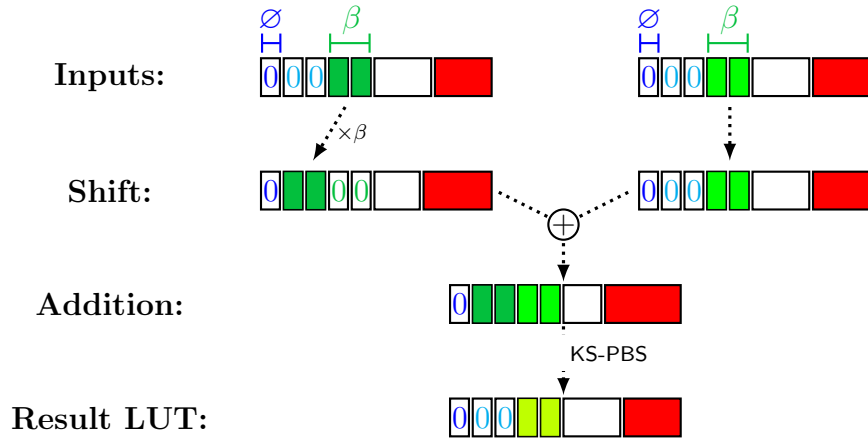 ∅ β ∅ β
Inputs: 0 0 0 0 0 0
×β
Shift: 0 0 0 0 0 0
+
Addition: 0
KS-PBS
Result LUT: 0 0 0